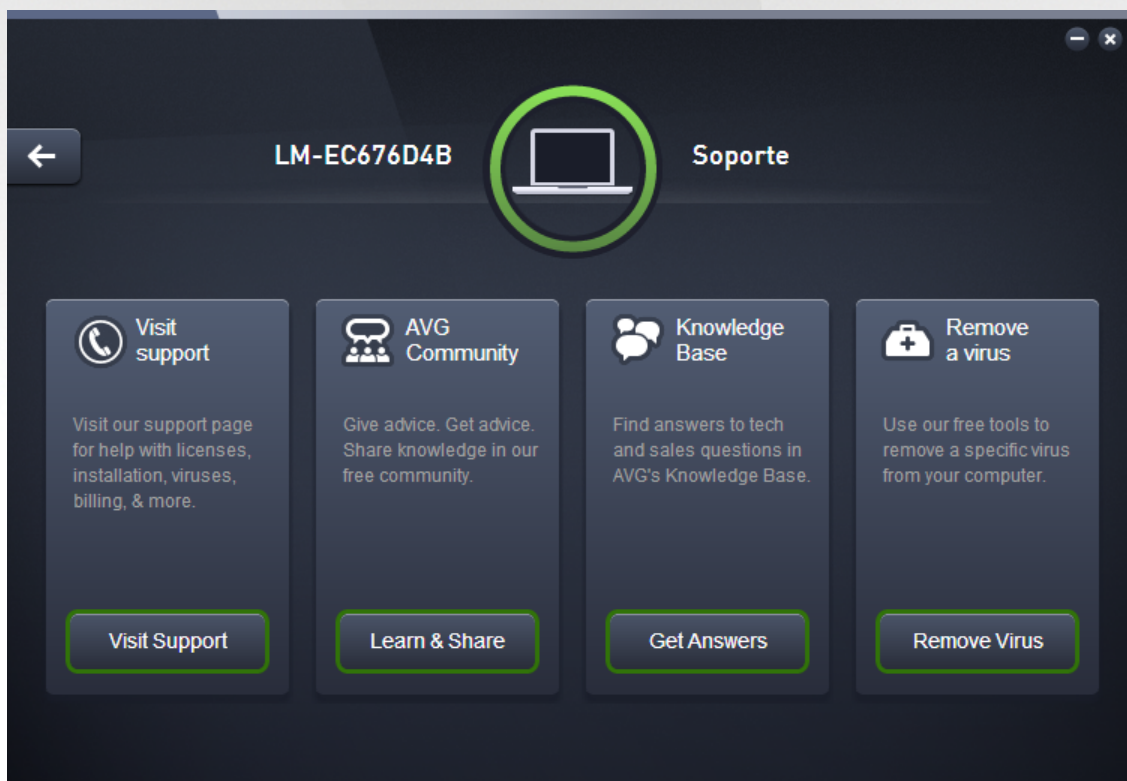 LM-EC676D4B
Soporte
Visit
support
Visit our support page
for help with licenses,
installation, viruses,
billing, & more.
Visit Support
AVG
Community
Give advice. Get advice.
Share knowledge in our
free community.
Learn & Share
Knowledge
Base
Find answers to tech
and sales questions in
AVG's Knowledge Base.
Get Answers
Remove
a virus
Use our free tools to
remove a specific virus
from your computer.
Remove Virus